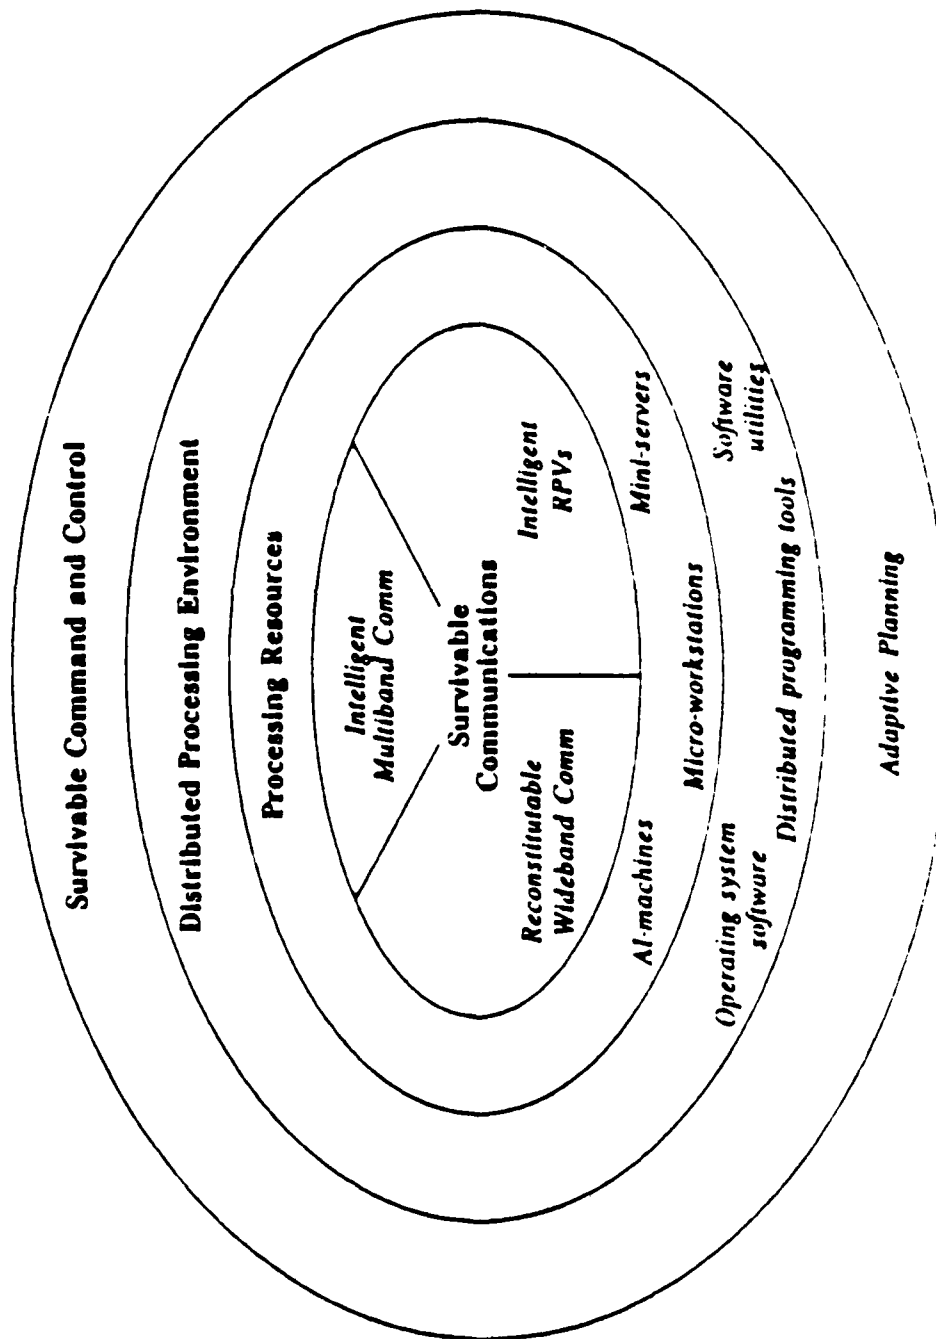 Survivable Command and Control
Distributed Processing Environment
Processing Resources
Intelligent
Multiband Comm
Survivable
Communications
Reconstitutable
Wideband Comm
Intelligent
RPVs
AI-machines
Micro-workstations
Mini-servers
Operating system
software
Distributed programming tools
Software
utilities
Adaptive Planning